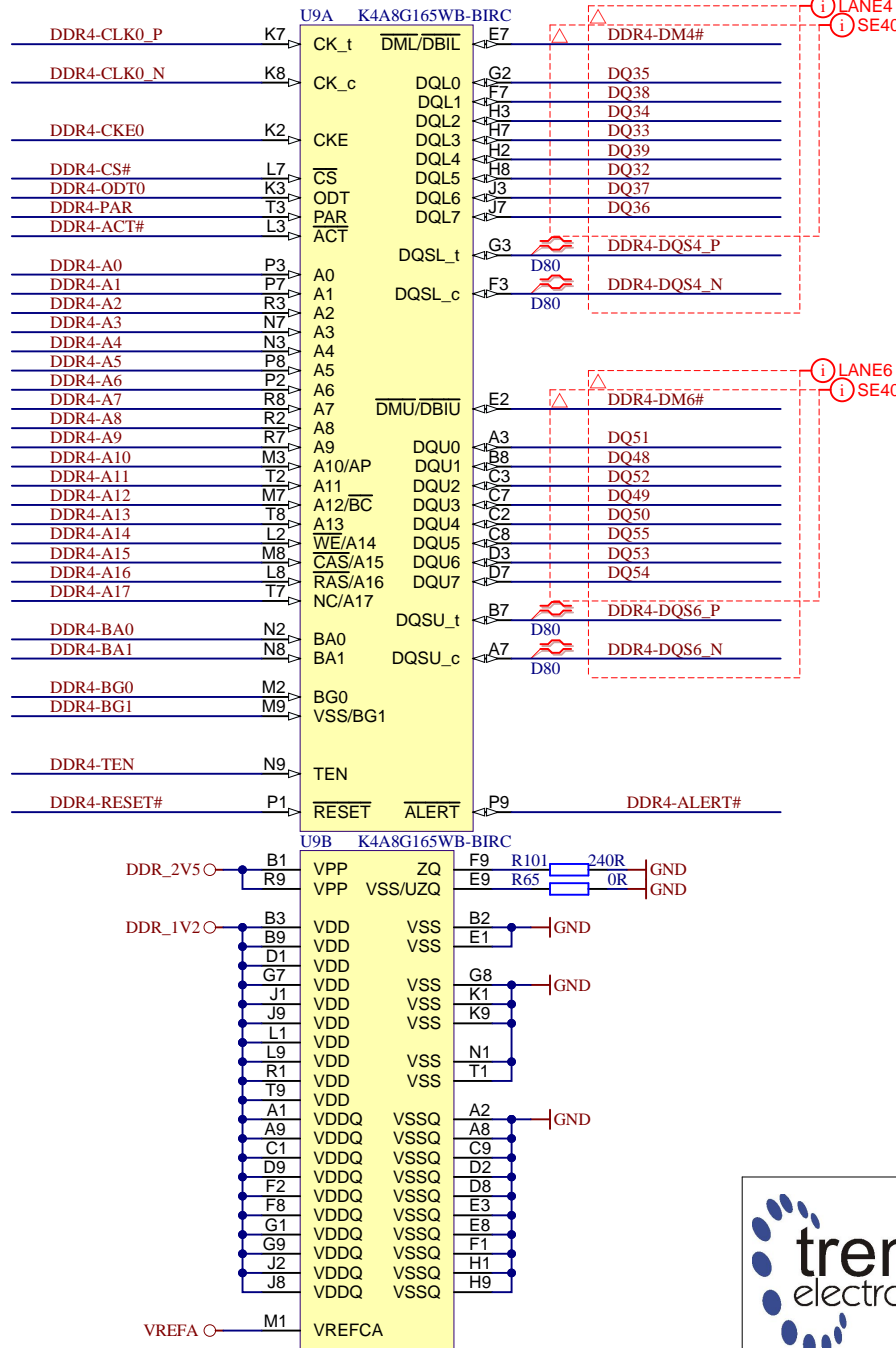 LANE4
U9A K4A8G165WB-BIRC
SE40
DDR4-CLK0_P K7 CK_t DML/DBIL E7 DDR4-DM4#
DDR4-CLK0_N K8 CK_c DQL0 G2 DQ35
DQL1 F7 DQ38
DQL2 H3 DQ34
DDR4-CKE0 K2 CKE DQL3 H7 DQ33
DQL4 H2 DQ39
DDR4-CS# L7 CS DQL5 H8 DQ32
DDR4-ODT0 K3 ODT DQL6 J3 DQ37
DDR4-PAR T3 PAR DQL7 J7 DQ36
DDR4-ACT# L3 ACT
DQSL_t G3 D80 DDR4-DQS4_P
DDR4-A0 P3 A0
DDR4-A1 P7 A1 DQSL_c F3 D80 DDR4-DQS4_N
DDR4-A2 R3 A2
DDR4-A3 N7 A3
DDR4-A4 N3 A4
DDR4-A5 P8 A5
LANE6
DDR4-A6 P2 A6
SE40
DDR4-A7 R8 A7 DMU/DBIU E2 DDR4-DM6#
DDR4-A8 R2 A8
DDR4-A9 R7 A9 DQU0 A3 DQ51
DDR4-A10 M3 A10/AP DQU1 B8 DQ48
DDR4-A11 T2 A11 DQU2 C3 DQ52
DDR4-A12 M7 A12/BC DQU3 C7 DQ49
DDR4-A13 T8 A13 DQU4 C2 DQ50
DDR4-A14 L2 WE/A14 DQU5 C8 DQ55
DDR4-A15 M8 CAS/A15 DQU6 D3 DQ53
DDR4-A16 L8 RAS/A16 DQU7 D7 DQ54
DDR4-A17 T7 NC/A17
DQSU_t B7 D80 DDR4-DQS6_P
DDR4-BA0 N2 BA0
DDR4-BA1 N8 BA1 DQSU_c A7 D80 DDR4-DQS6_N
DDR4-BG0 M2 BG0
DDR4-BG1 M9 VSS/BG1
DDR4-TEN N9 TEN
DDR4-RESET# P1 RESET ALERT P9 DDR4-ALERT#
U9B K4A8G165WB-BIRC
DDR_2V5 B1 VPP ZQ F9 R101 240R GND
R9 VPP VSS/UZQ E9 R65 0R GND
DDR_1V2 B3 VDD VSS B2 GND
B9 VDD VSS E1
D1 VDD
G7 VDD VSS G8 GND
J1 VDD VSS K1
J9 VDD VSS K9
L1 VDD
L9 VDD VSS N1
R1 VDD VSS T1
T9 VDD
A1 VDDQ VSSQ A2 GND
A9 VDDQ VSSQ A8
C1 VDDQ VSSQ C9
D9 VDDQ VSSQ D2
F2 VDDQ VSSQ D8
F8 VDDQ VSSQ E3
G1 VDDQ VSSQ E8
G9 VDDQ VSSQ F1
J2 VDDQ VSSQ H1
J8 VDDQ VSSQ H9
VREFA M1 VREFCA